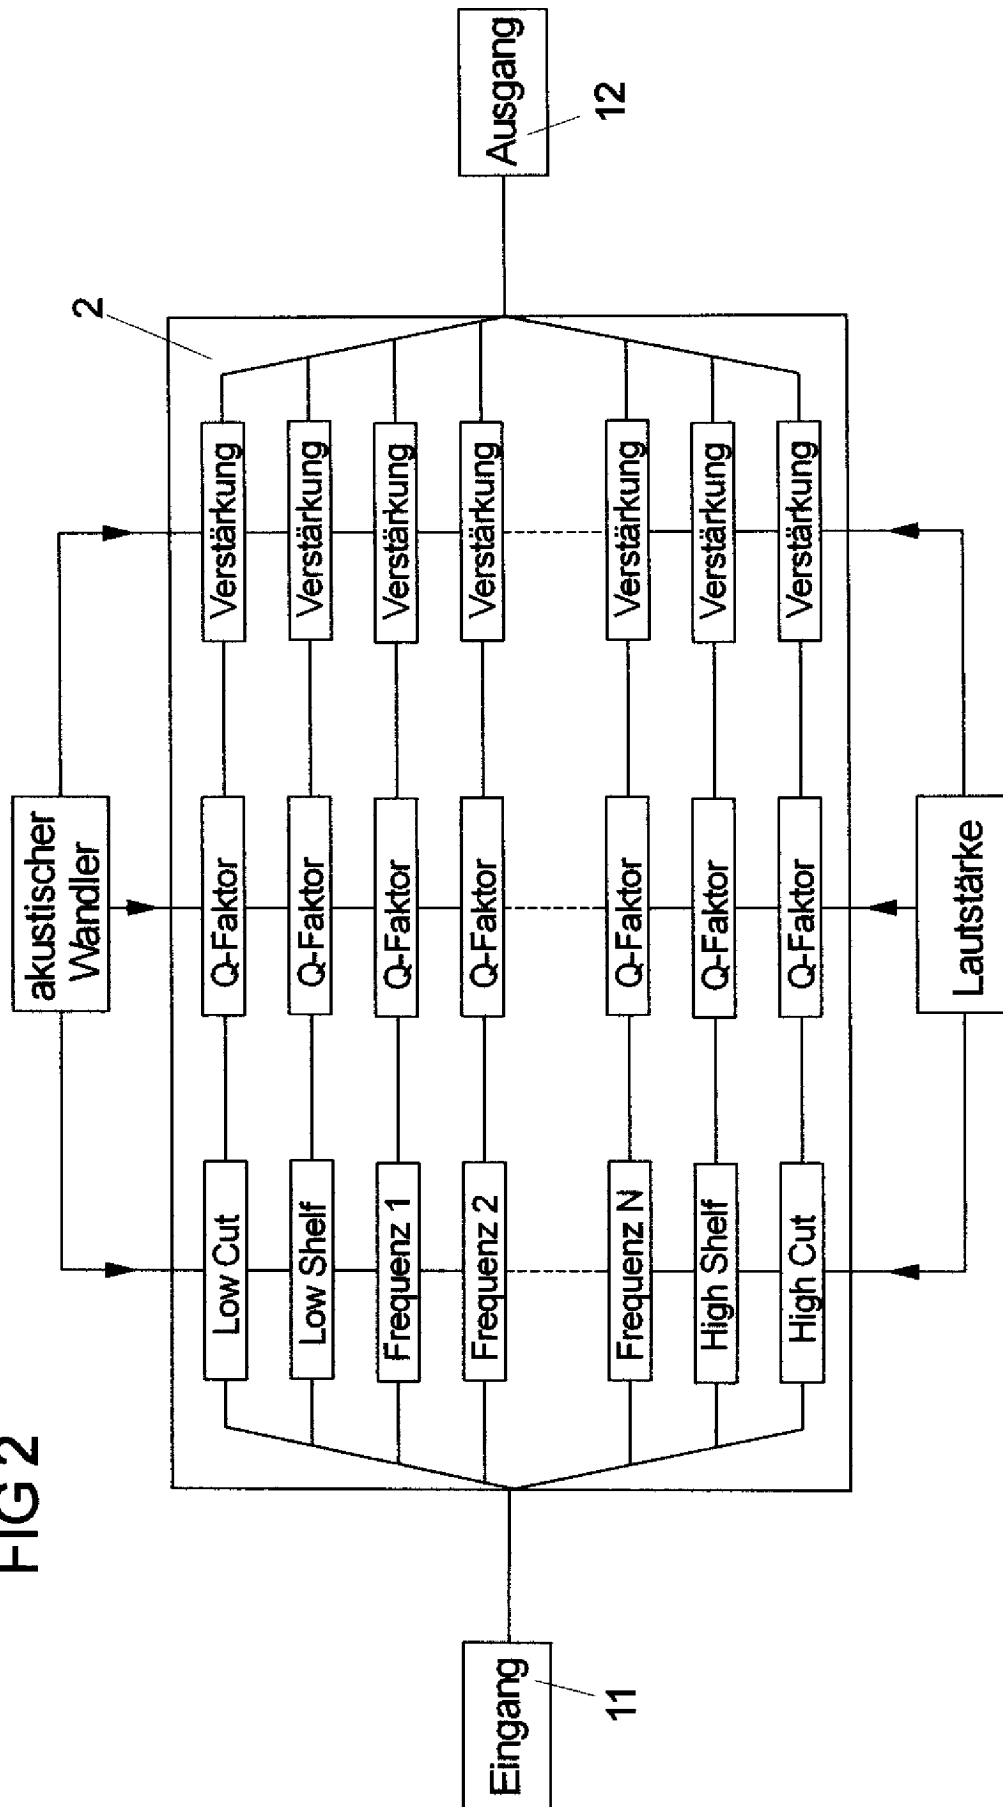 FIG 2
akustischer
Wandler
2
Low Cut
Q-Faktor
Verstärkung
Low Shelf
Q-Faktor
Verstärkung
Frequenz 1
Q-Faktor
Verstärkung
Frequenz 2
Q-Faktor
Verstärkung
Eingang
11
Ausgang
12
Frequenz N
Q-Faktor
Verstärkung
High Shelf
Q-Faktor
Verstärkung
High Cut
Q-Faktor
Verstärkung
Lautstärke